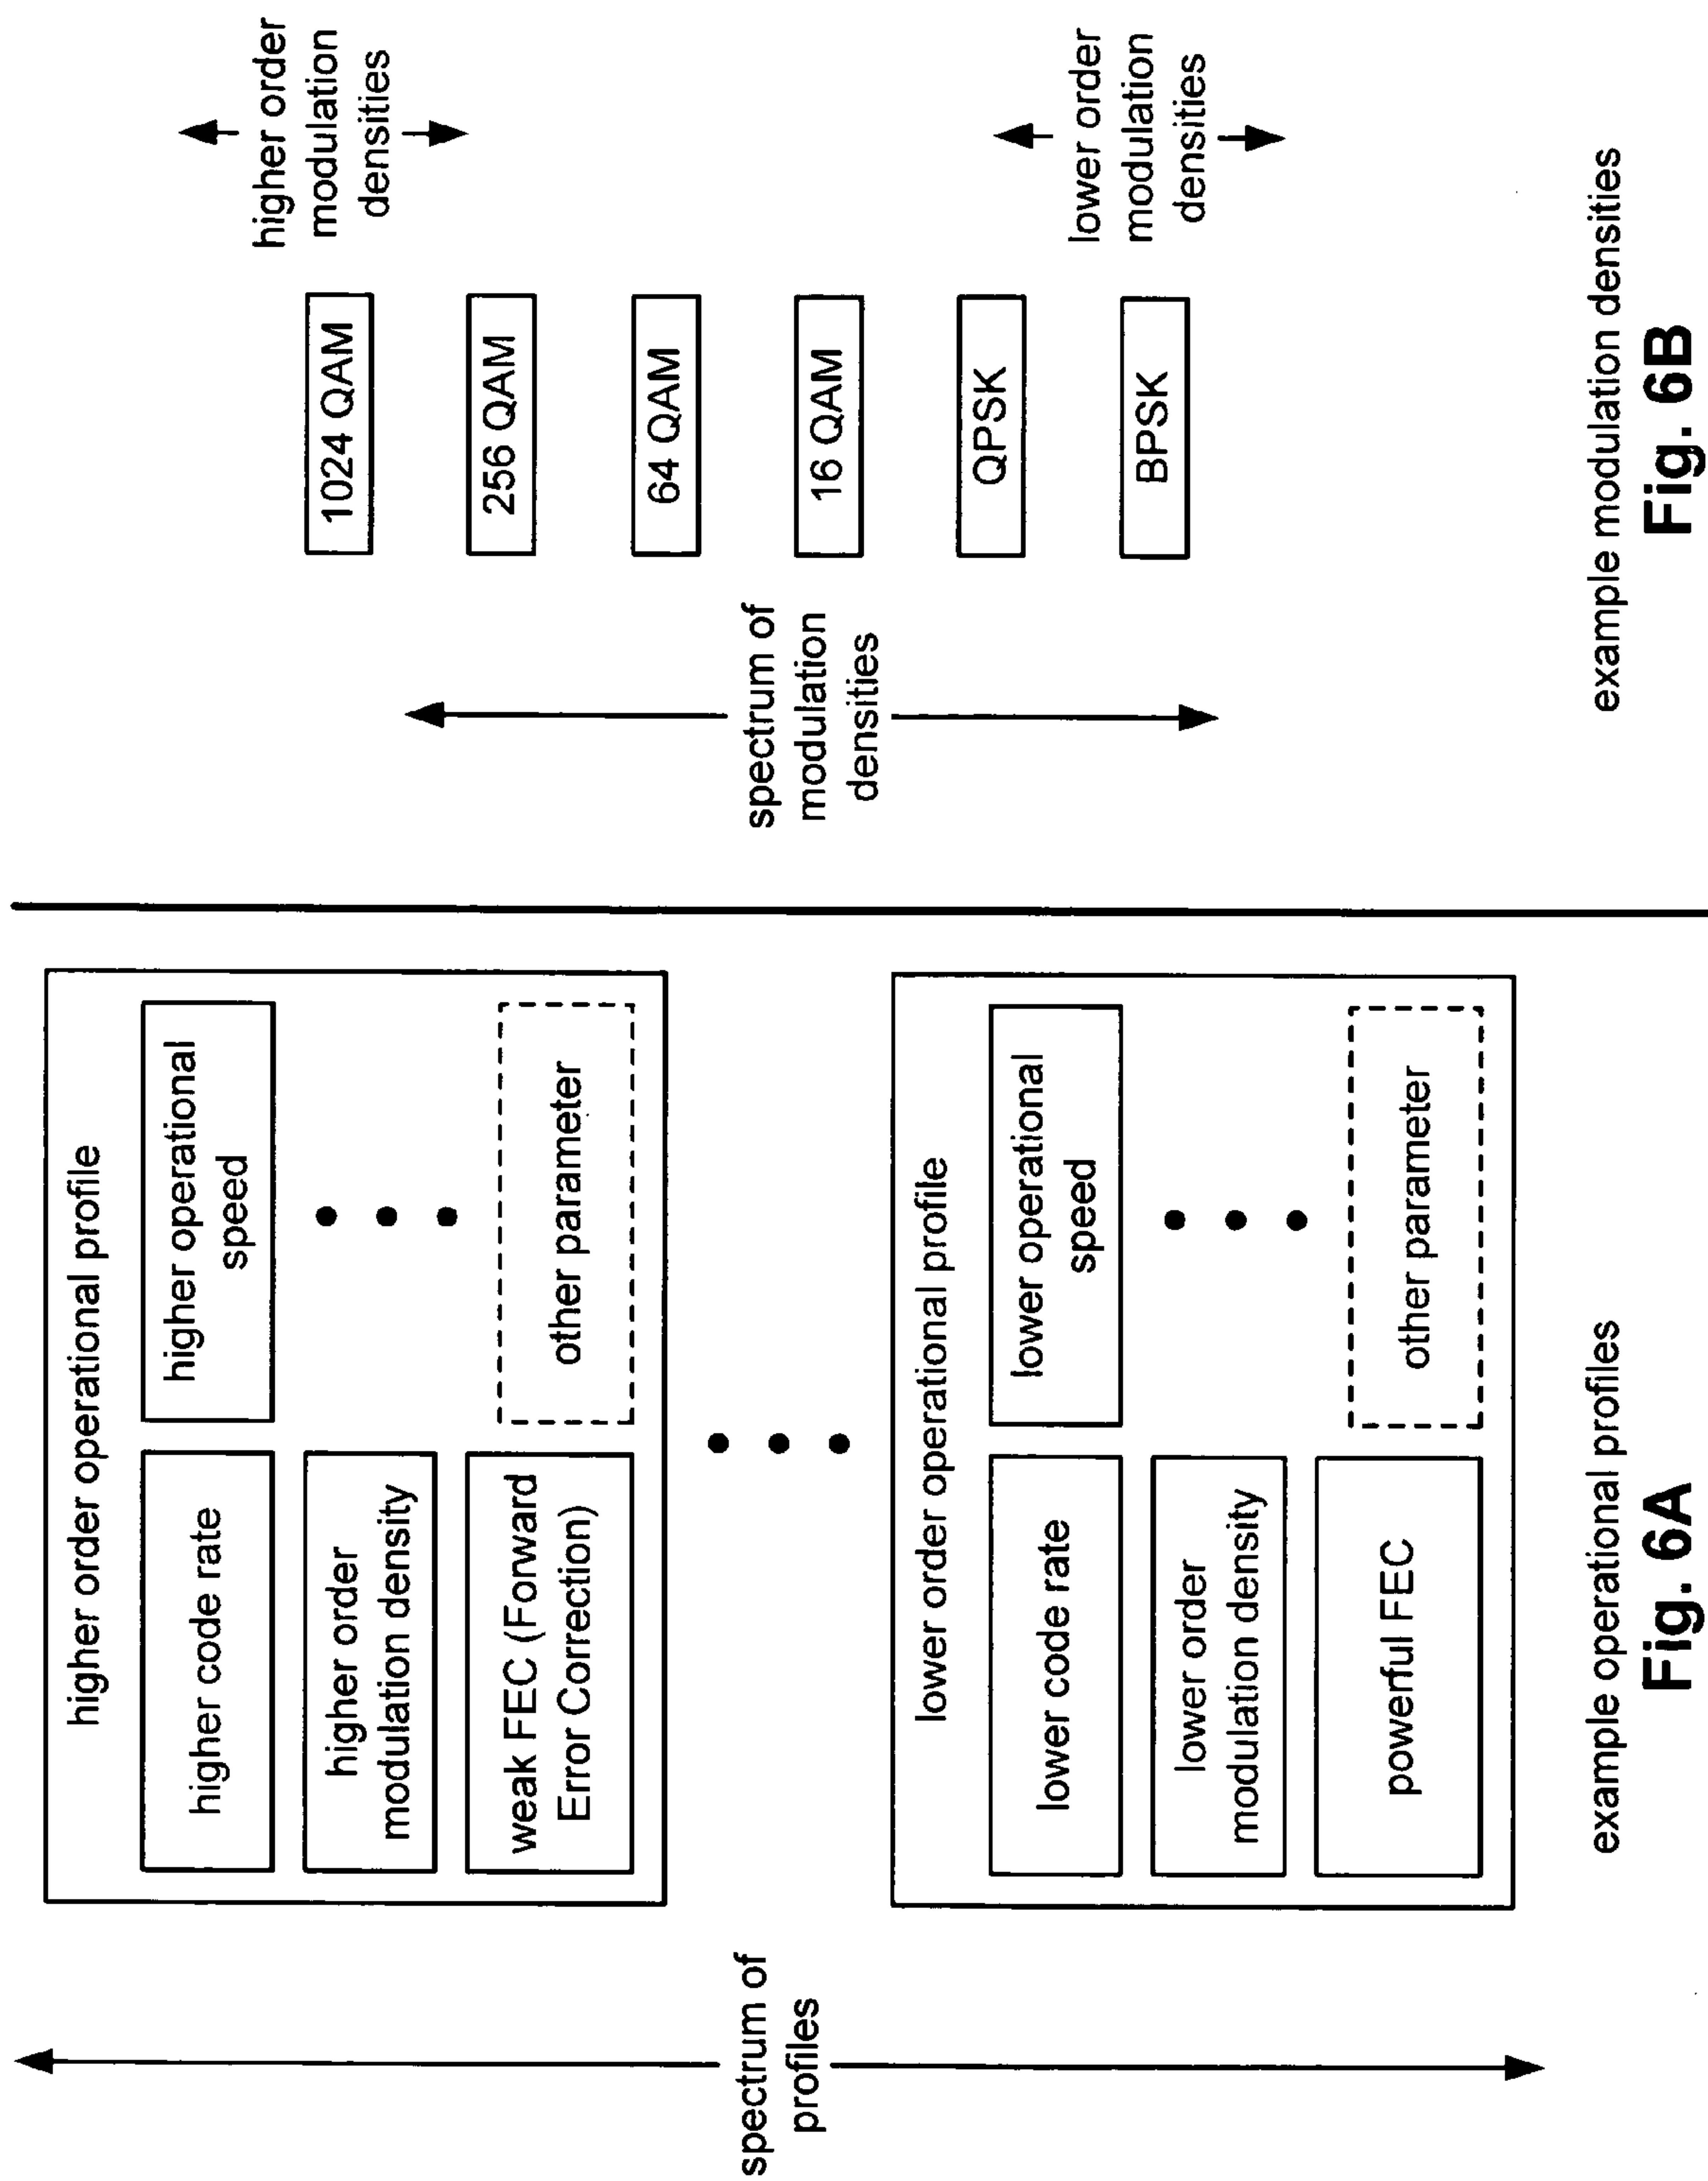 spectrum of
profiles
higher order operational profile
higher code rate
higher operational
speed
higher order
modulation density
weak FEC (Forward
Error Correction)
other parameter
lower order operational profile
lower code rate
lower operational
speed
lower order
modulation density
powerful FEC
other parameter
example operational profiles
Fig. 6A
spectrum of
modulation
densities
1024 QAM
256 QAM
64 QAM
16 QAM
QPSK
BPSK
higher order
modulation
densities
lower order
modulation
densities
example modulation densities
Fig. 6B